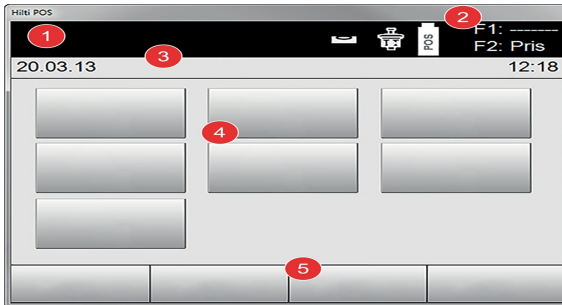 Hilti POS
1
2
F1: -------
POS
F2: Pris
3
20.03.13
12:18
4
5